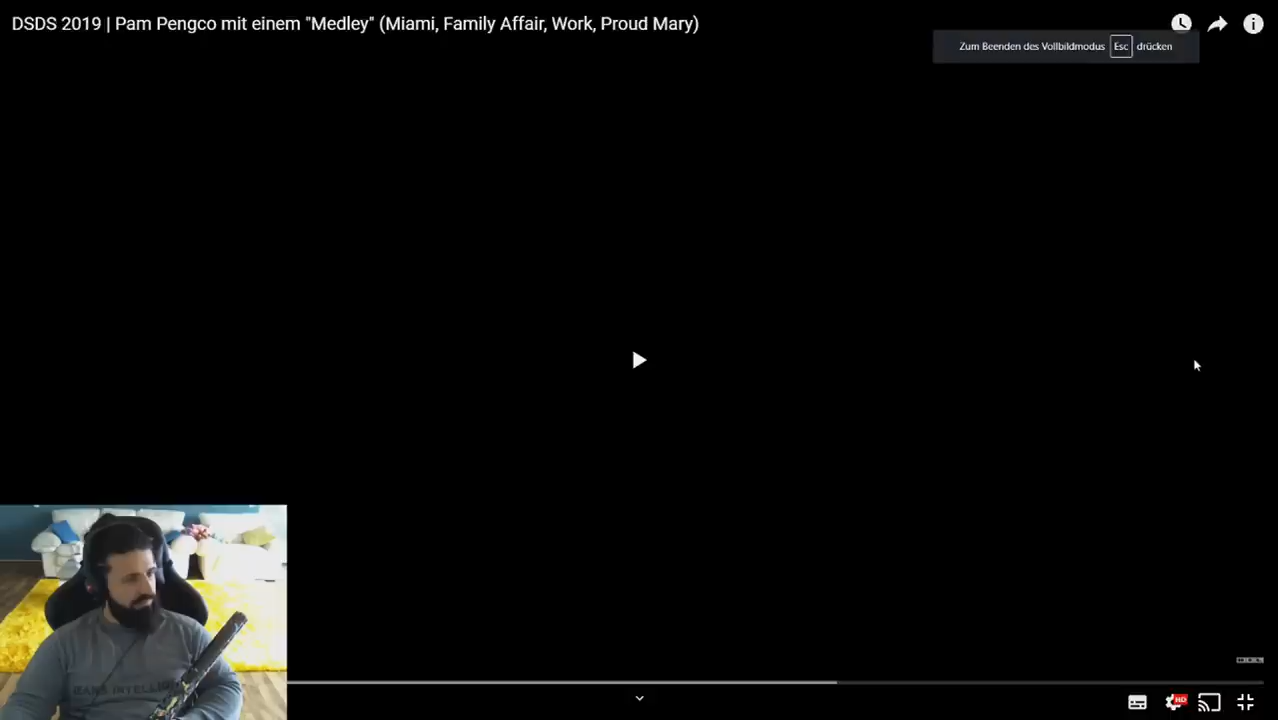 DSDS 2019 | Pam Pengco mit einem "Medley" (Miami, Family Affair, Work, Proud Mary)
Zum Beenden des Vollbildmodus Esc drücken
HD